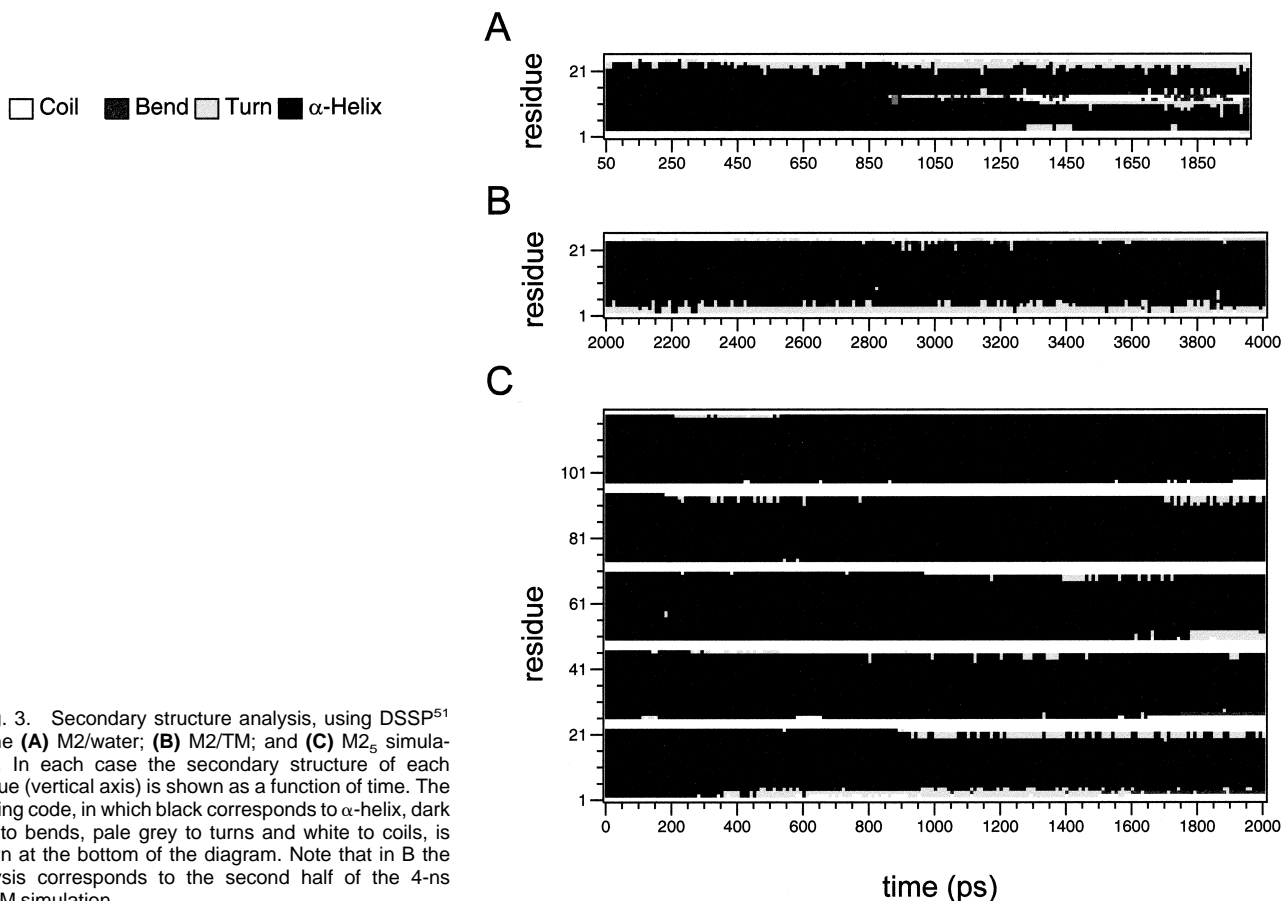 A
residue
21
1
50 250 450 650 850 1050 1250 1450 1650 1850
Coil Bend Turn α-Helix
B
residue
21
1
2000 2200 2400 2600 2800 3000 3200 3400 3600 3800 4000
C
residue
101
81
61
41
21
1
0 200 400 600 800 1000 1200 1400 1600 1800 2000
time (ps)
g. 3. Secondary structure analysis, using DSSP51
(A) M2/water; (B) M2/TM; and (C) M25 simula-
In each case the secondary structure of each
(vertical axis) is shown as a function of time. The
code, in which black corresponds to α-helix, dark
to bends, pale grey to turns and white to coils, is
at the bottom of the diagram. Note that in B the
corresponds to the second half of the 4-ns
simulation.